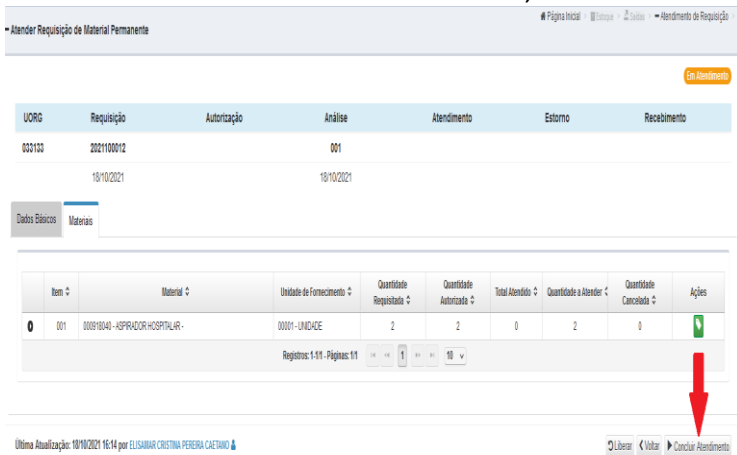 Página Inicial > Estoque > Saídas > Atendimento de Requisição >
Atender Requisição de Material Permanente
Em Atendimento
UORG Requisição Autorização Análise Atendimento Estorno Recebimento
033133 2021100012 001
18/10/2021 18/10/2021
Dados Básicos Materiais
Item Material Unidade de Fornecimento Quantidade Requisitada Quantidade Autorizada Total Atendido Quantidade a Atender Quantidade Cancelada Ações
001 000918040 - ASPIRADOR HOSPITALAR - 00001 - UNIDADE 2 2 0 2 0
Registros: 1-1/1 - Páginas: 1/1 1 10
Última Atualização: 18/10/2021 16:14 por ELISAMAR CRISTINA PEREIRA CAETANO Liberar Voltar Concluir Atendimento